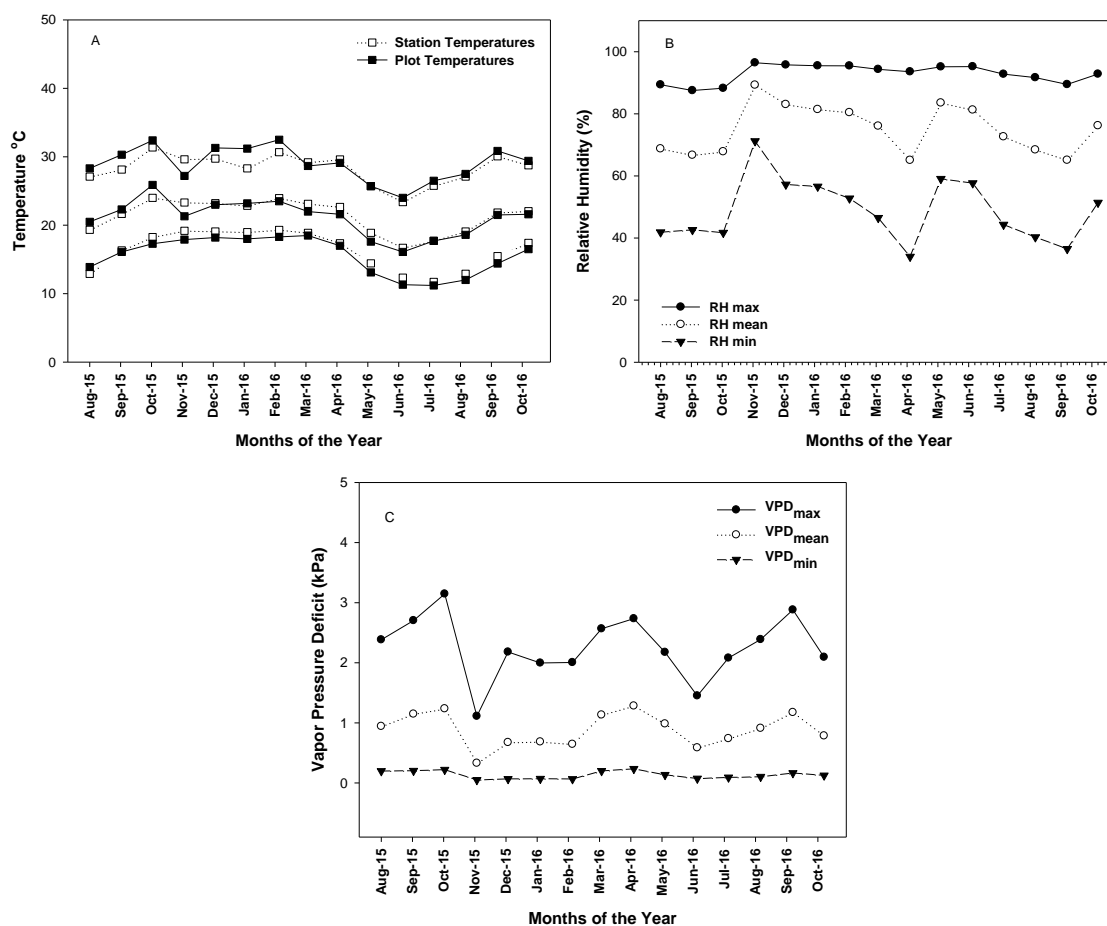 A
Station Temperatures
Plot Temperatures
Temperature °C
50
40
30
20
10
0
Aug-15
Sep-15
Oct-15
Nov-15
Dec-15
Jan-16
Feb-16
Mar-16
Apr-16
May-16
Jun-16
Jul-16
Aug-16
Sep-16
Oct-16
Months of the Year
B
Relative Humidity (%)
100
80
60
40
20
0
RH max
RH mean
RH min
Aug-15
Sep-15
Oct-15
Nov-15
Dec-15
Jan-16
Feb-16
Mar-16
Apr-16
May-16
Jun-16
Jul-16
Aug-16
Sep-16
Oct-16
Months of the Year
C
VPDmax
VPDmean
VPDmin
Vapor Pressure Deficit (kPa)
5
4
3
2
1
0
Aug-15
Sep-15
Oct-15
Nov-15
Dec-15
Jan-16
Feb-16
Mar-16
Apr-16
May-16
Jun-16
Jul-16
Aug-16
Sep-16
Oct-16
Months of the Year